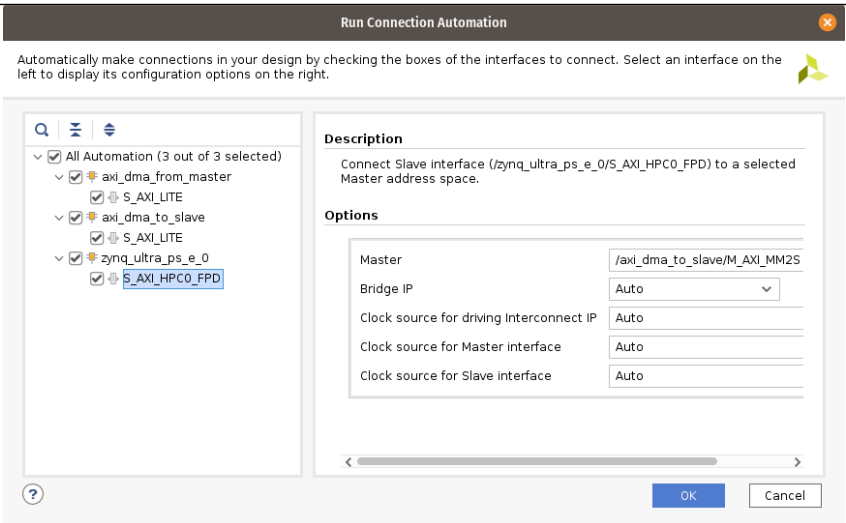 Run Connection Automation
Automatically make connections in your design by checking the boxes of the interfaces to connect. Select an interface on the
left to display its configuration options on the right.
All Automation (3 out of 3 selected)
axi_dma_from_master
S_AXI_LITE
axi_dma_to_slave
S_AXI_LITE
zynq_ultra_ps_e_0
S_AXI_HPC0_FPD
Description
Connect Slave interface (/zynq_ultra_ps_e_0/S_AXI_HPC0_FPD) to a selected
Master address space.
Options
Master /axi_dma_to_slave/M_AXI_MM2S
Bridge IP Auto
Clock source for driving Interconnect IP Auto
Clock source for Master interface Auto
Clock source for Slave interface Auto
?
OK Cancel